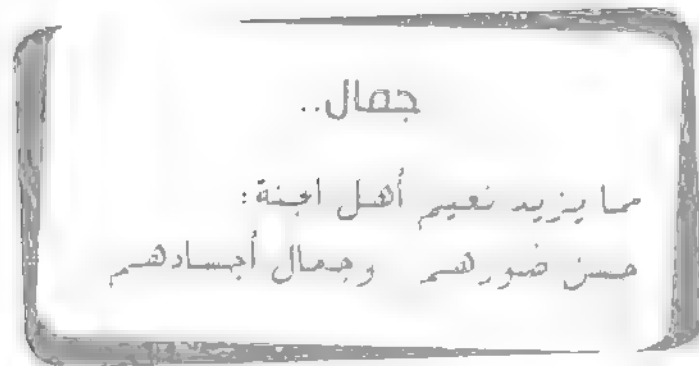 جمال..
مما يزيد نعيم أهل الجنة:
حسن صورهم وجمال أجسادهم